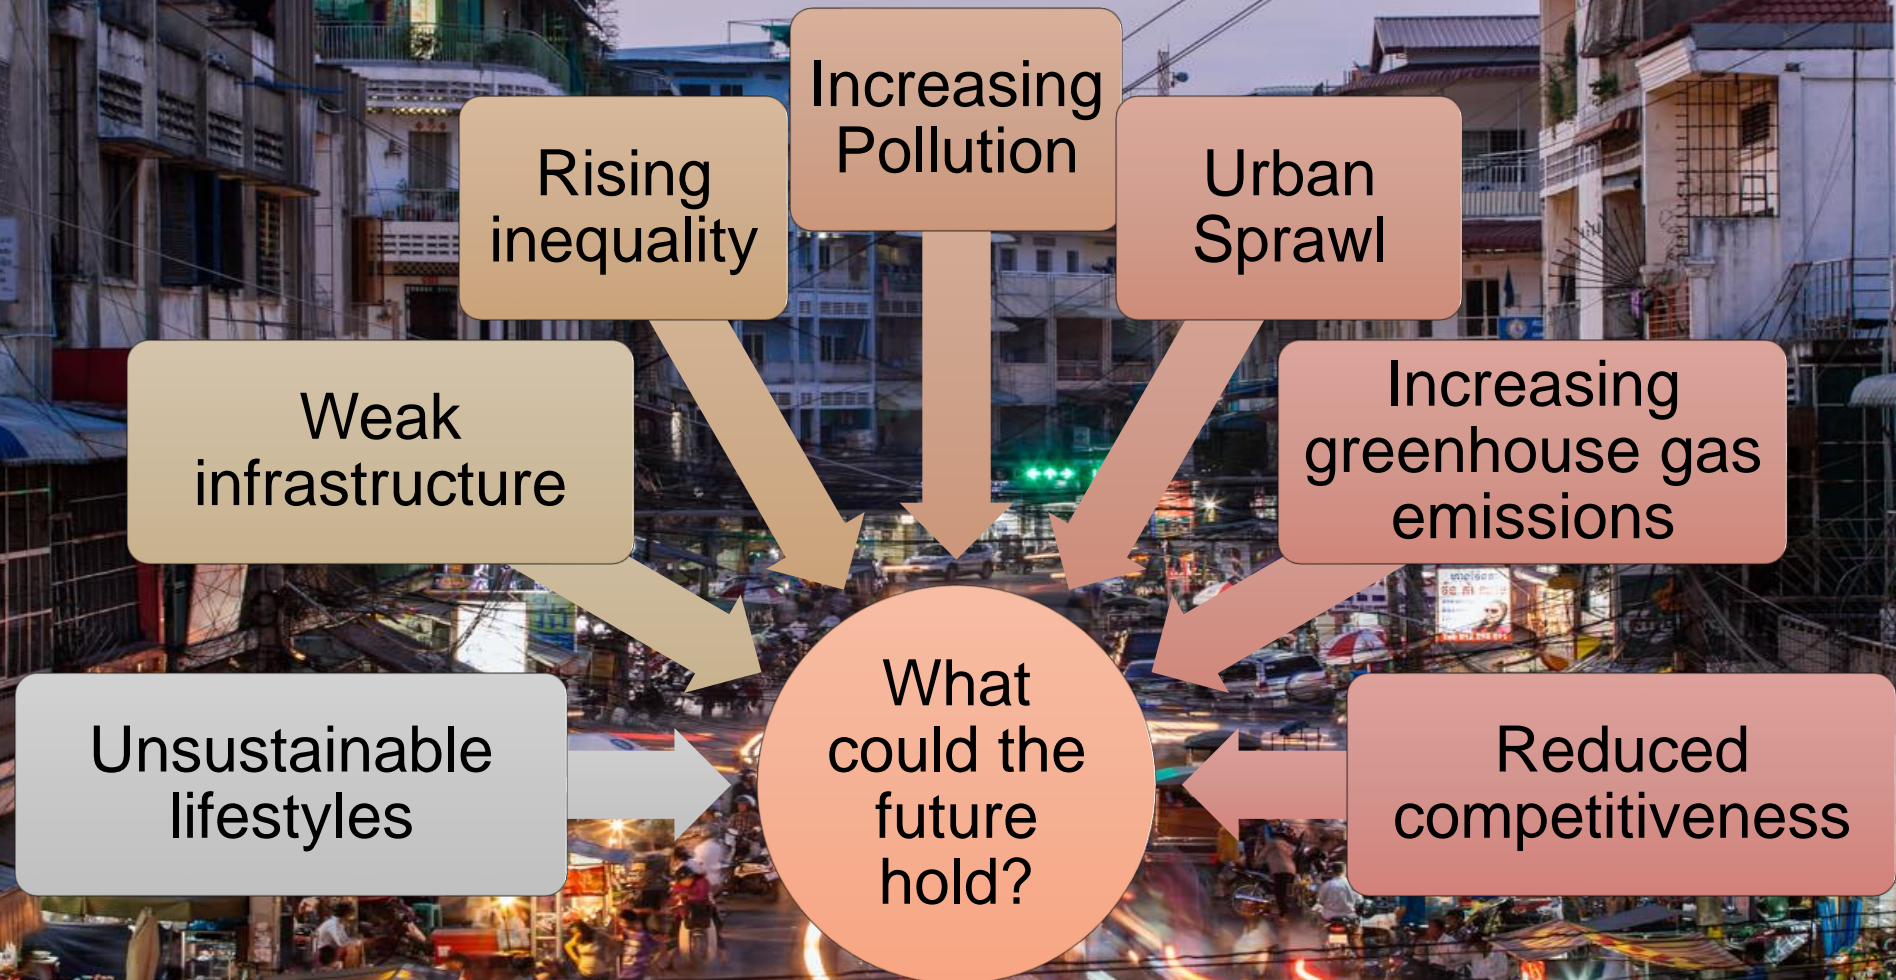 Increasing
Pollution
Rising
inequality
Urban
Sprawl
Weak
infrastructure
Increasing
greenhouse gas
emissions
Unsustainable
lifestyles
What
could the
future
hold?
Reduced
competitiveness